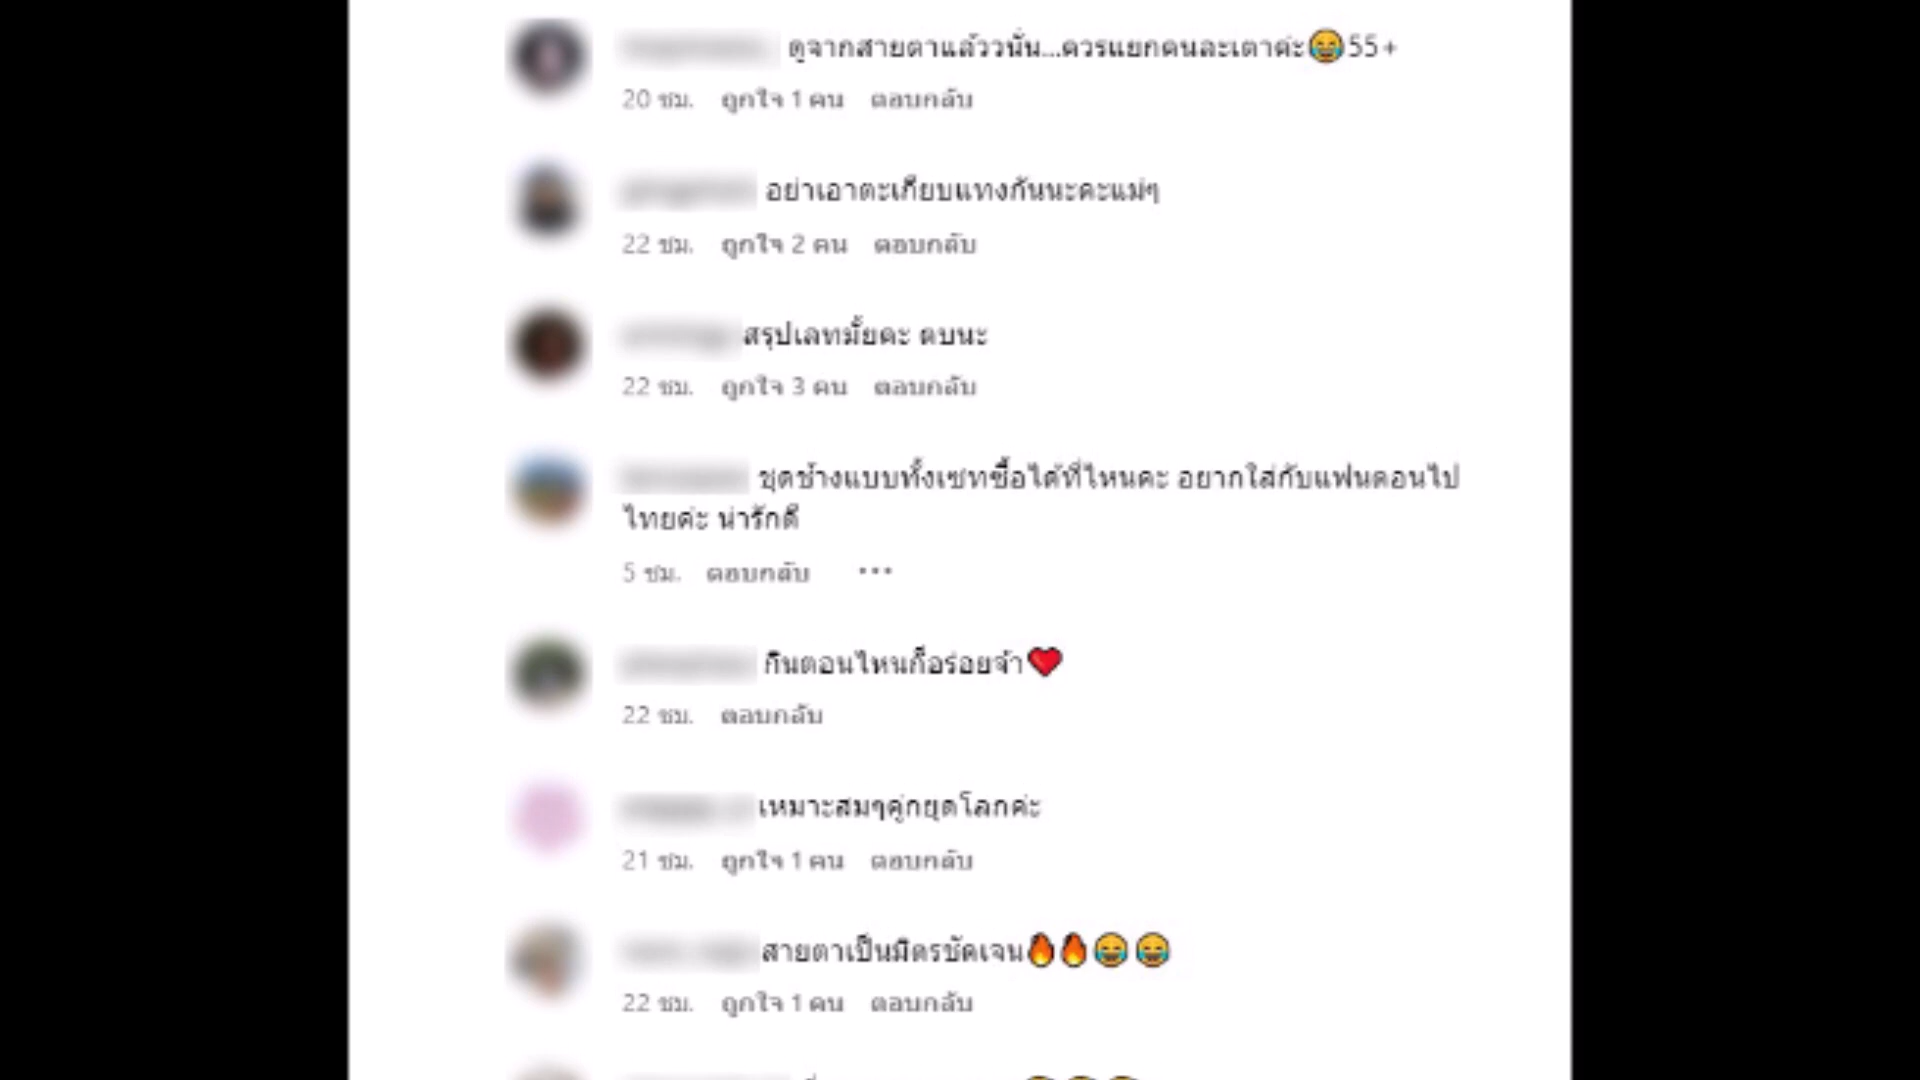 ดูจากสายตาแล้ววนั่น...ควรแยกคนละเตาค่ะ😂55+
20 ชม. ถูกใจ 1 คน ตอบกลับ
อย่าเอาตะเกียบแทงกันนะคะแม่ๆ
22 ชม. ถูกใจ 2 คน ตอบกลับ
สรุปเลทมั้ยคะ ตบนะ
22 ชม. ถูกใจ 3 คน ตอบกลับ
ชุดช้างแบบทั้งเซทซื้อได้ที่ไหนคะ อยากใส่กับแฟนตอนไป
ไทยค่ะ น่ารักดี
5 ชม. ตอบกลับ ...
กินตอนไหนก็อร่อยจ้า❤️
22 ชม. ตอบกลับ
เหมาะสมๆคู่กยุดโลกค่ะ
21 ชม. ถูกใจ 1 คน ตอบกลับ
สายตาเป็นมิตรชัดเจน🔥🔥😂😂
22 ชม. ถูกใจ 1 คน ตอบกลับ